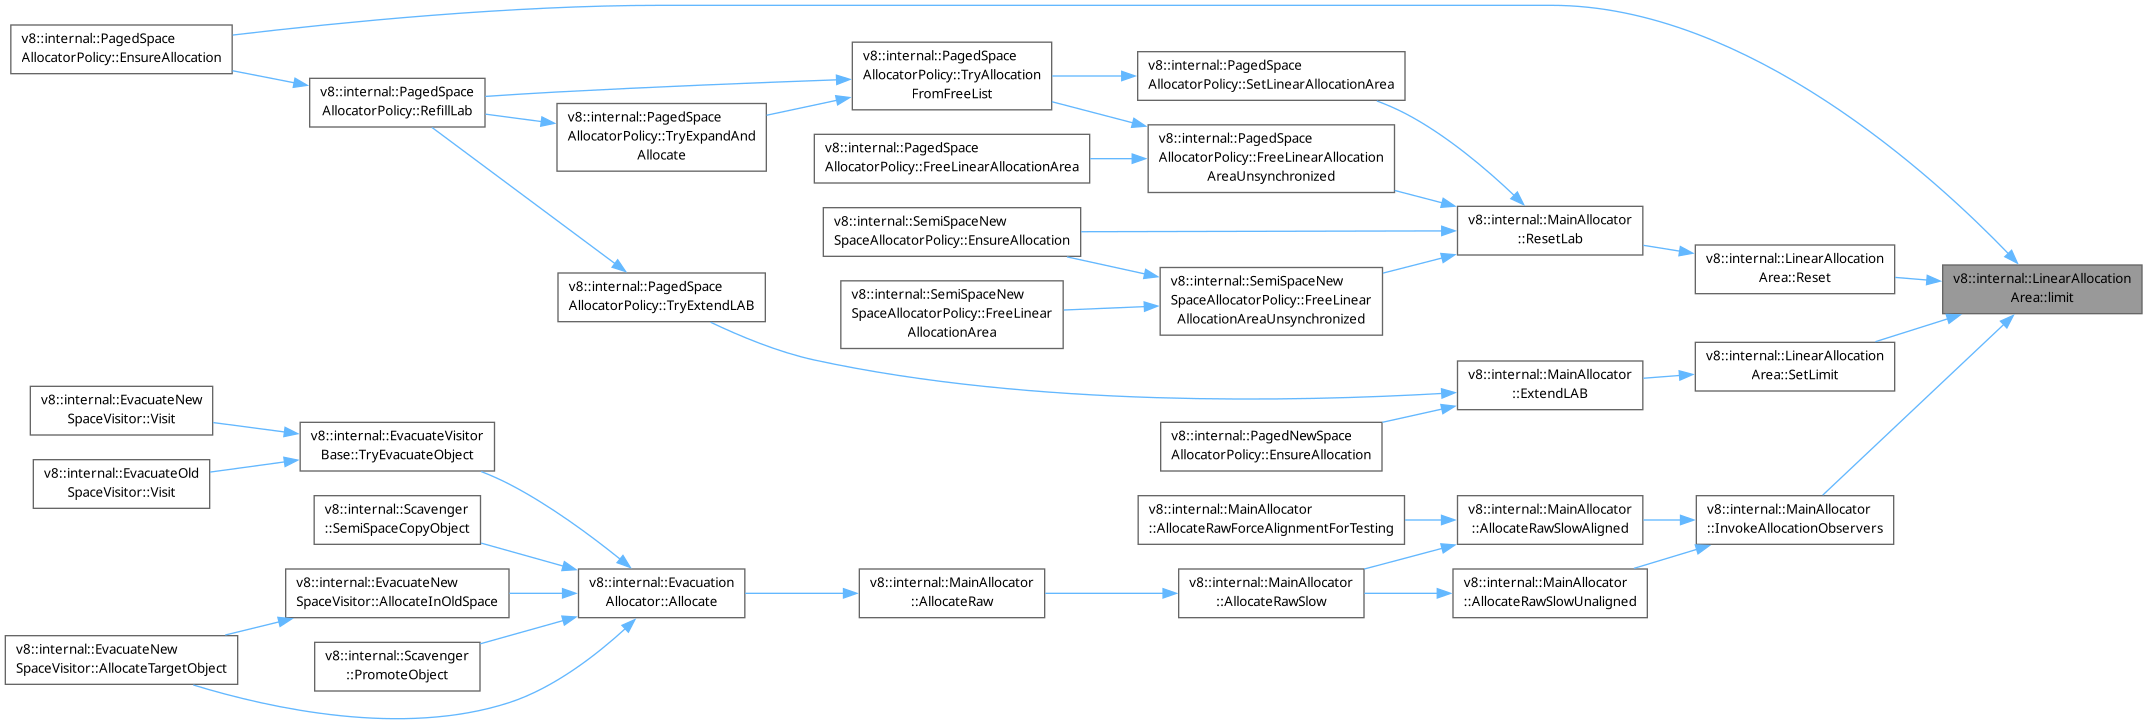 v8::internal::PagedSpace
AllocatorPolicy::EnsureAllocation
v8::internal::PagedSpace
AllocatorPolicy::RefillLab
v8::internal::PagedSpace
AllocatorPolicy::TryExpandAnd
Allocate
v8::internal::PagedSpace
AllocatorPolicy::TryAllocation
FromFreeList
v8::internal::PagedSpace
AllocatorPolicy::SetLinearAllocationArea
v8::internal::PagedSpace
AllocatorPolicy::FreeLinearAllocationArea
v8::internal::PagedSpace
AllocatorPolicy::FreeLinearAllocation
AreaUnsynchronized
v8::internal::SemiSpaceNew
SpaceAllocatorPolicy::EnsureAllocation
v8::internal::MainAllocator
::ResetLab
v8::internal::LinearAllocation
Area::Reset
v8::internal::LinearAllocation
Area::limit
v8::internal::PagedSpace
AllocatorPolicy::TryExtendLAB
v8::internal::SemiSpaceNew
SpaceAllocatorPolicy::FreeLinear
AllocationArea
v8::internal::SemiSpaceNew
SpaceAllocatorPolicy::FreeLinear
AllocationAreaUnsynchronized
v8::internal::LinearAllocation
Area::SetLimit
v8::internal::MainAllocator
::ExtendLAB
v8::internal::PagedNewSpace
AllocatorPolicy::EnsureAllocation
v8::internal::EvacuateNew
SpaceVisitor::Visit
v8::internal::EvacuateOld
SpaceVisitor::Visit
v8::internal::EvacuateVisitor
Base::TryEvacuateObject
v8::internal::Scavenger
::SemiSpaceCopyObject
v8::internal::EvacuateNew
SpaceVisitor::AllocateInOldSpace
v8::internal::EvacuateNew
SpaceVisitor::AllocateTargetObject
v8::internal::Scavenger
::PromoteObject
v8::internal::Evacuation
Allocator::Allocate
v8::internal::MainAllocator
::AllocateRaw
v8::internal::MainAllocator
::AllocateRawForceAlignmentForTesting
v8::internal::MainAllocator
::AllocateRawSlow
v8::internal::MainAllocator
::AllocateRawSlowAligned
v8::internal::MainAllocator
::AllocateRawSlowUnaligned
v8::internal::MainAllocator
::InvokeAllocationObservers